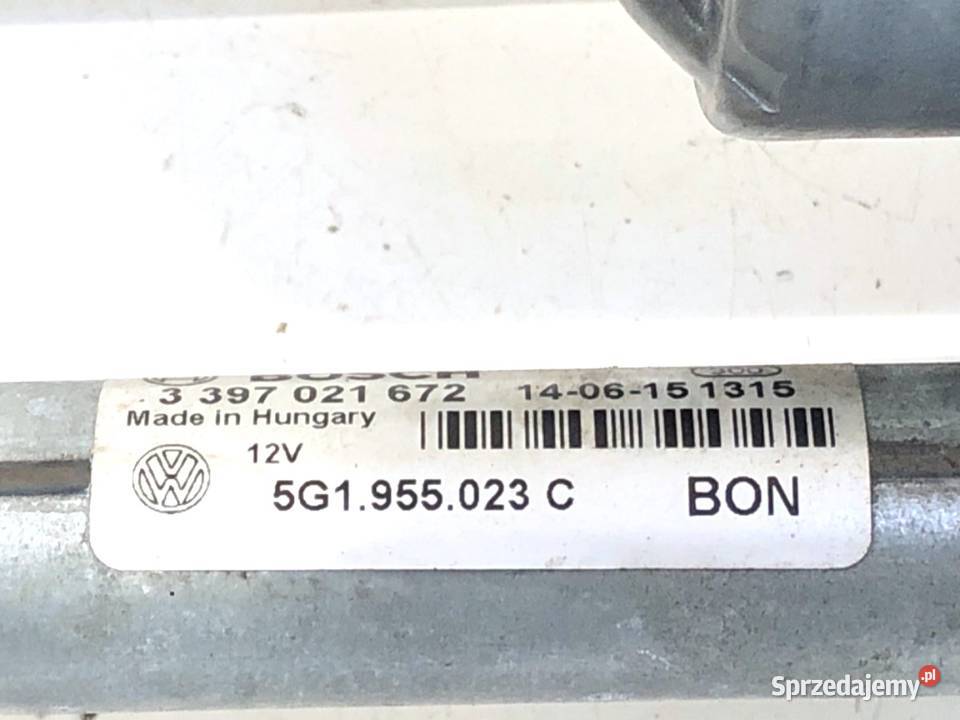 BOSCH
3 397 021 672 14-06-15 1315
Made in Hungary
12V
5G1.955.023 C BON
Sprzedajemy.pl